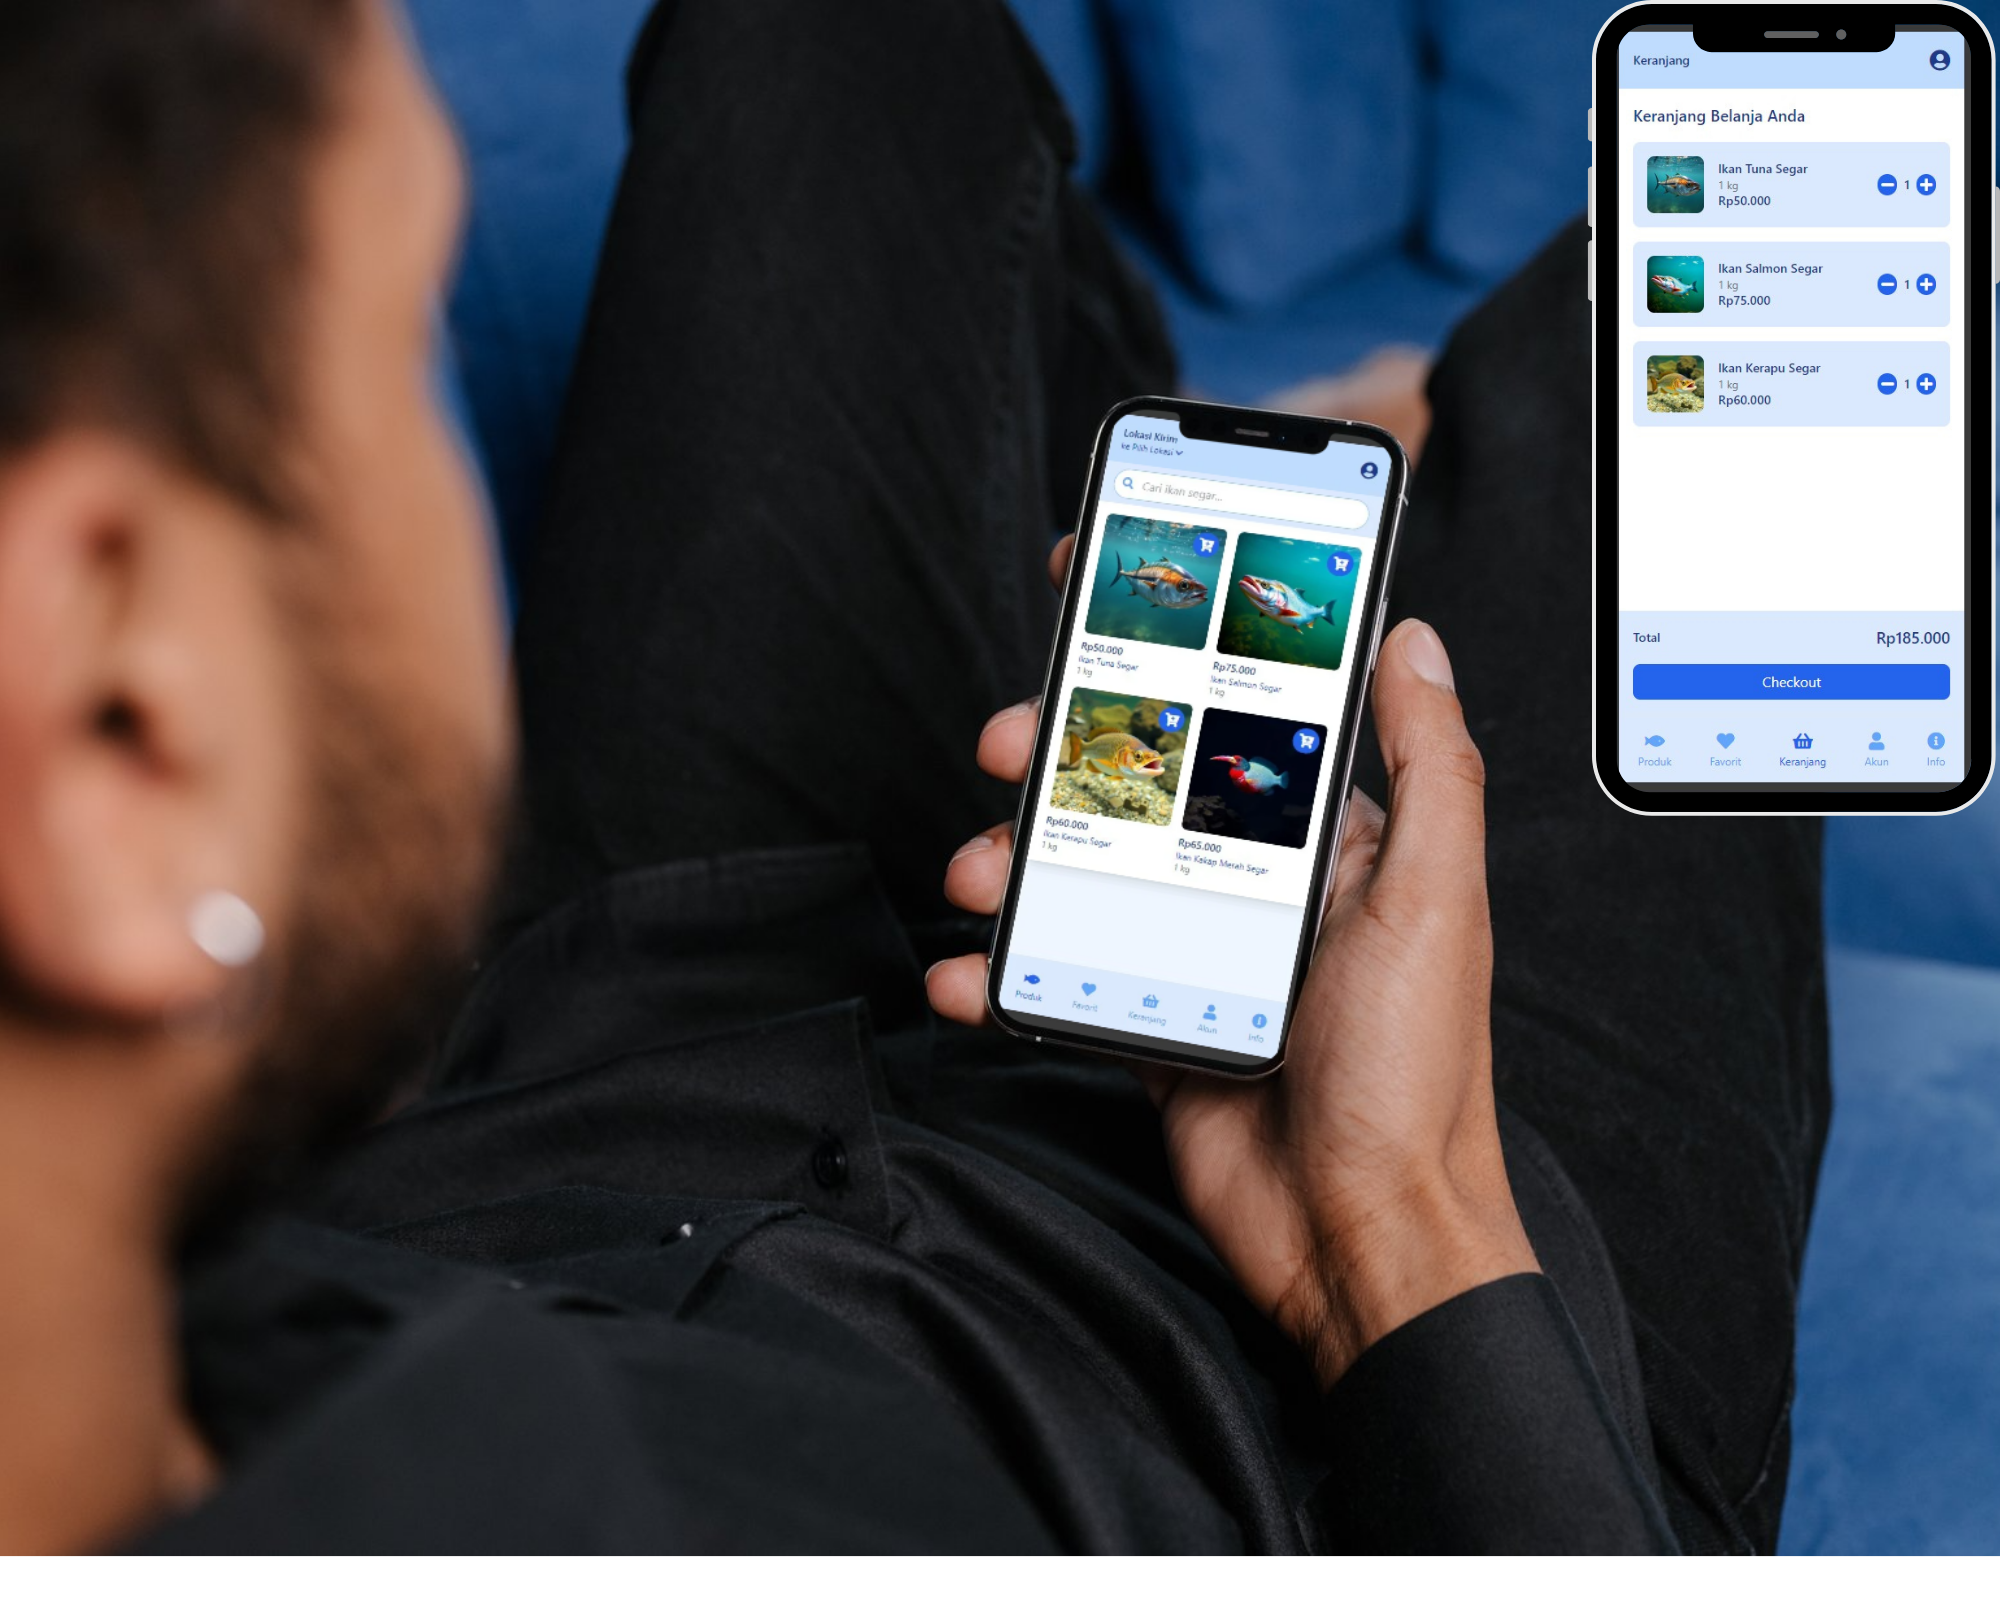 Keranjang
Keranjang Belanja Anda
Ikan Tuna Segar
1 kg
Rp50.000
1
Ikan Salmon Segar
1 kg
Rp75.000
1
Ikan Kerapu Segar
1 kg
Rp60.000
1
Total
Rp185.000
Checkout
Produk
Favorit
Keranjang
Akun
Info
Lokasi Kirim
ke Pilih Lokasi
Cari ikan segar...
Rp50.000
Ikan Tuna Segar
1 kg
Rp75.000
Ikan Salmon Segar
1 kg
Rp60.000
Ikan Kerapu Segar
1 kg
Rp65.000
Ikan Kakap Merah Segar
1 kg
Produk
Favorit
Keranjang
Akun
Info